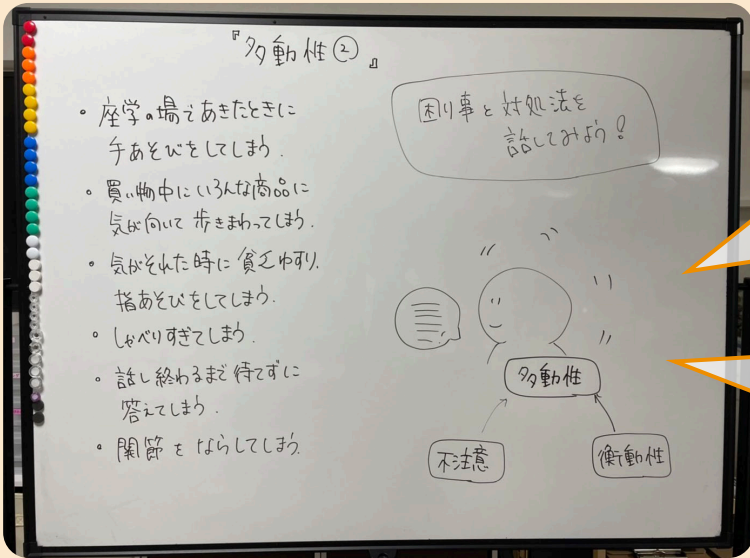 『多動性②』
・座学の場であきたときに
手あそびをしてしまう.
・買い物中にいろんな商品に
気が向いて歩きまわってしまう.
・気がそれた時に貧乏ゆすり.
指あそびをしてしまう.
・しゃべりすぎてしまう.
・話し終わるまで待てずに
答えてしまう.
・関節をならしてしまう.
困り事と対処法を
話してみよう!
多動性
不注意
衝動性